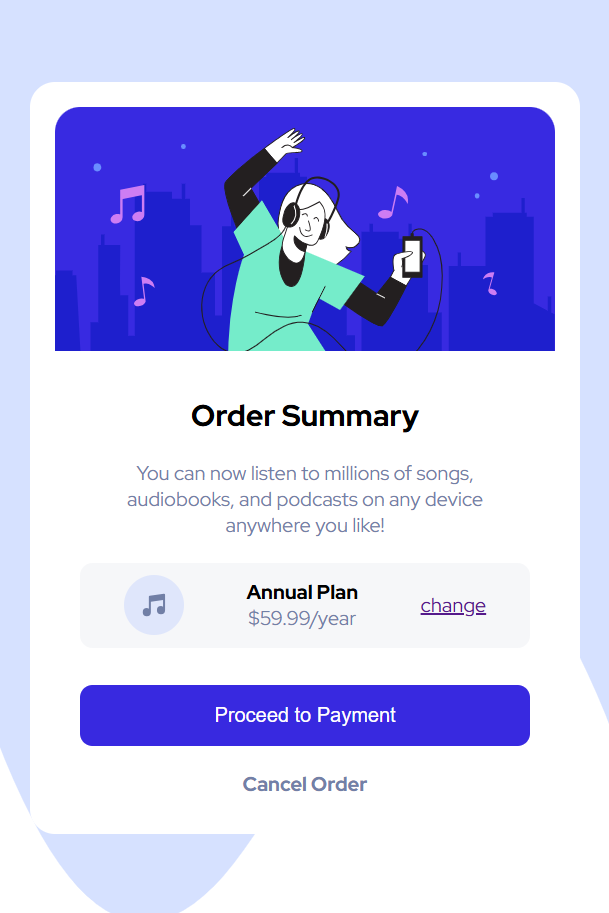 Order Summary
You can now listen to millions of songs,
audiobooks, and podcasts on any device
anywhere you like!
Annual Plan
$59.99/year
change
Proceed to Payment
Cancel Order